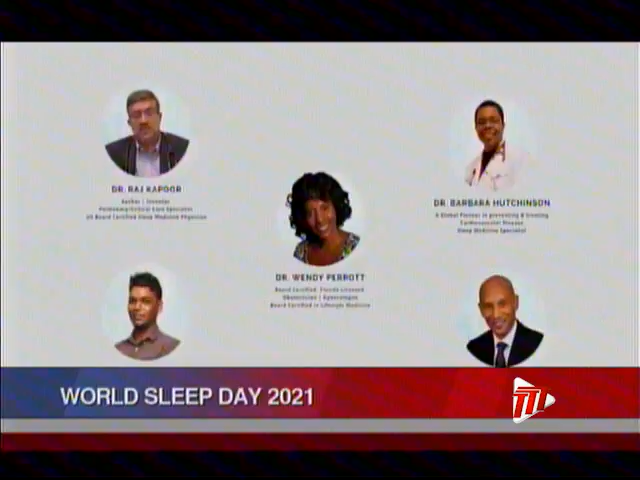 DR. RAJ KAPOOR
Author | Inventor
Pulmonary/Critical Care Specialist
US Board Certified Sleep Medicine Physician
DR. BARBARA HUTCHINSON
A Global Pioneer in preventing & treating
Cardiovascular Disease
Sleep Medicine Specialist
DR. WENDY PERROTT
Board Certified Florida Licensed
Obstetrician | Gynecologist
Board Certified in Lifestyle Medicine
WORLD SLEEP DAY 2021